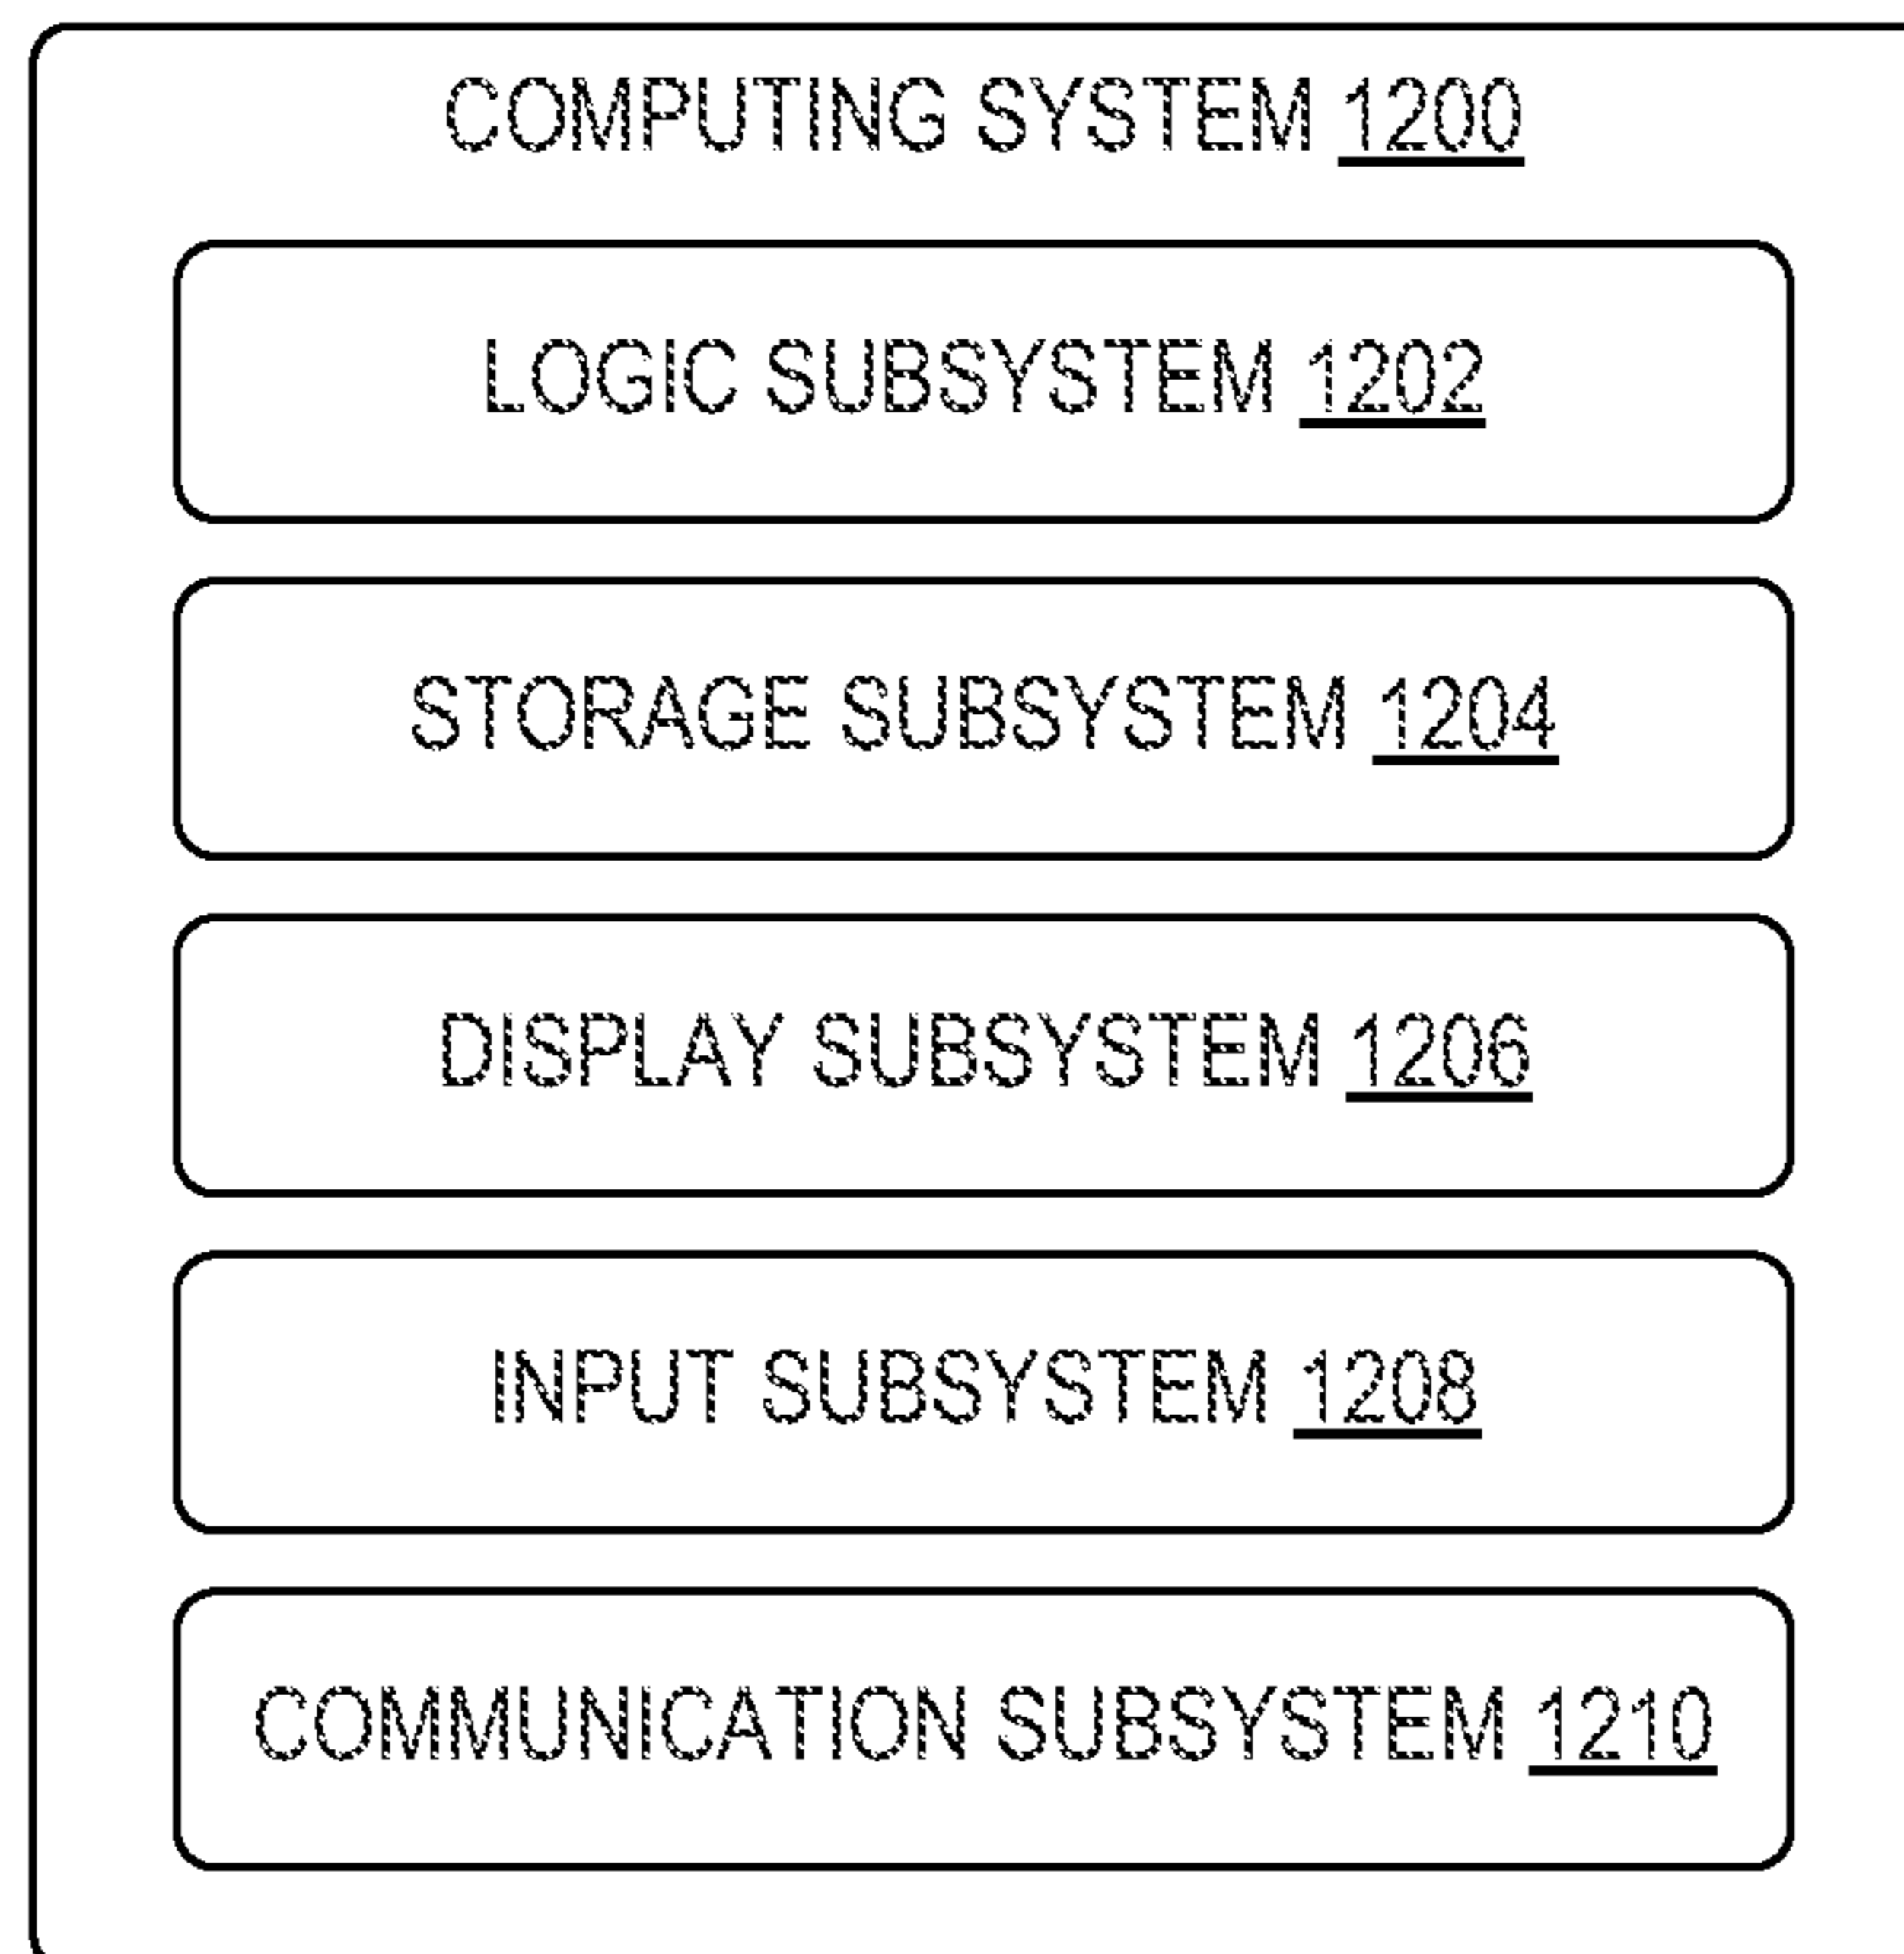 COMPUTING SYSTEM 1200
LOGIC SUBSYSTEM 1202
STORAGE SUBSYSTEM 1204
DISPLAY SUBSYSTEM 1206
INPUT SUBSYSTEM 1208
COMMUNICATION SUBSYSTEM 1210